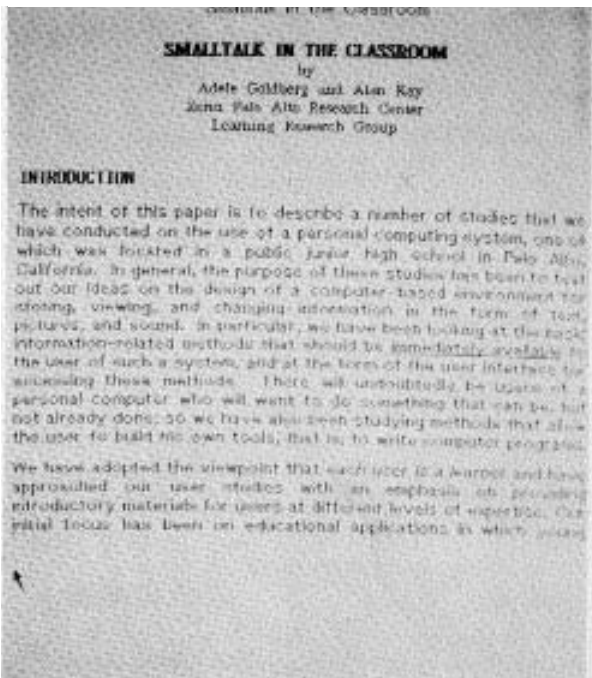 Smalltalk in the Classroom
SMALLTALK IN THE CLASSROOM
by
Adele Goldberg and Alan Kay
Xerox Palo Alto Research Center
Learning Research Group
INTRODUCTION
The intent of this paper is to describe a number of studies that we
have conducted on the use of a personal computing system, one of
which was located in a public junior high school in Palo Alto,
California. In general, the purpose of these studies has been to test
out our ideas on the design of a computer-based environment for
storing, viewing, and changing information in the form of text,
pictures, and sound. In particular, we have been looking at the basic
information-related methods that should be immediately available to
the user of such a system, and at the form of the user interface for
accessing these methods. There will undoubtedly be users of a
personal computer who will want to do something that can be, but
not already done; so we have also been studying methods that allow
the user to build his own tools, that is, to write computer programs.
We have adopted the viewpoint that each user is a learner and have
approached our user studies with an emphasis on providing
introductory materials for users at different levels of expertise. Our
initial focus has been on educational applications in which young